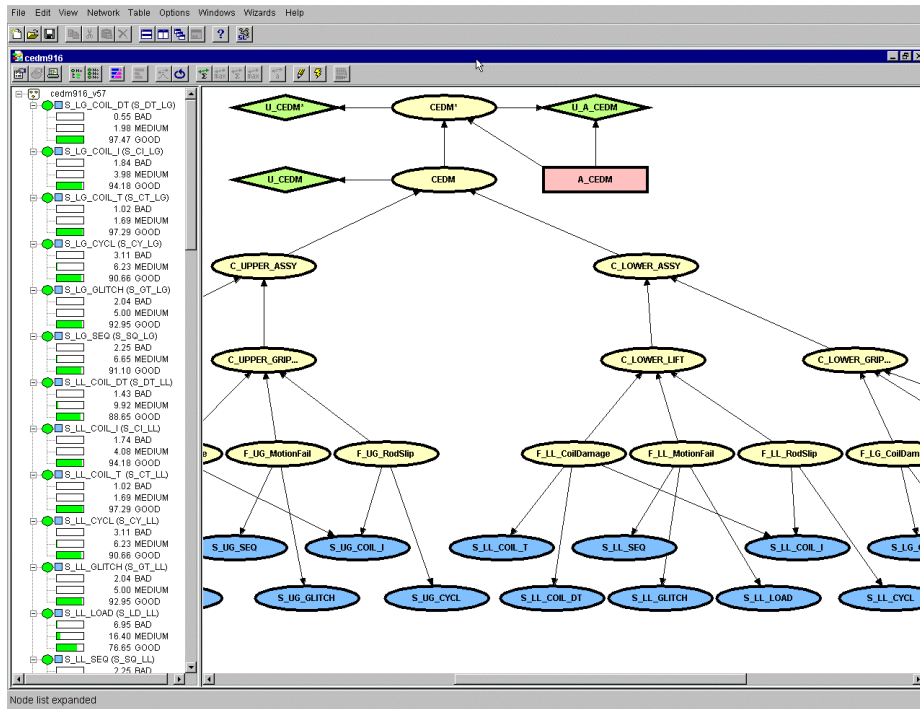 File Edit View Network Table Options Windows Wizards Help
cedm916
cedm916_v57
S_LG_COIL_DT (S_DT_LG)
0.55 BAD
1.98 MEDIUM
97.47 GOOD
S_LG_COIL_I (S_CI_LG)
1.84 BAD
3.98 MEDIUM
94.18 GOOD
S_LG_COIL_T (S_CT_LG)
1.02 BAD
1.69 MEDIUM
97.29 GOOD
S_LG_CYCL (S_CY_LG)
3.11 BAD
6.23 MEDIUM
90.66 GOOD
S_LG_GLITCH (S_GT_LG)
2.04 BAD
5.00 MEDIUM
92.95 GOOD
S_LG_SEQ (S_SQ_LG)
2.25 BAD
6.65 MEDIUM
91.10 GOOD
S_LL_COIL_DT (S_DT_LL)
1.43 BAD
9.92 MEDIUM
88.65 GOOD
S_LL_COIL_I (S_CI_LL)
1.74 BAD
4.08 MEDIUM
94.18 GOOD
S_LL_COIL_T (S_CT_LL)
1.02 BAD
1.69 MEDIUM
97.29 GOOD
S_LL_CYCL (S_CY_LL)
3.11 BAD
6.23 MEDIUM
90.66 GOOD
S_LL_GLITCH (S_GT_LL)
2.04 BAD
5.00 MEDIUM
92.95 GOOD
S_LL_LOAD (S_LD_LL)
6.95 BAD
16.40 MEDIUM
76.65 GOOD
S_LL_SEQ (S_SQ_LL)
2.25 BAD
U_CEDM* CEDM* U_A_CEDM
U_CEDM CEDM A_CEDM
C_UPPER_ASSY C_LOWER_ASSY
C_UPPER_GRIP... C_LOWER_LIFT C_LOWER_GRIP...
F_UG_MotionFail F_UG_RodSlip F_LL_CoilDamage F_LL_MotionFail F_LL_RodSlip F_LG_CoilDam
S_UG_SEQ S_UG_COIL_I S_LL_COIL_T S_LL_SEQ S_LL_COIL_I
S_UG_GLITCH S_UG_CYCL S_LL_COIL_DT S_LL_GLITCH S_LL_LOAD S_LL_CYCL
Node list expanded